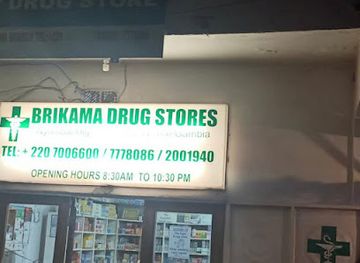 DRUG STORE
BRIKAMA DRUG STORES
TEL: + 220 7006600 / 7778086 / 2001940
OPENING HOURS 8:30AM TO 10:30 PM